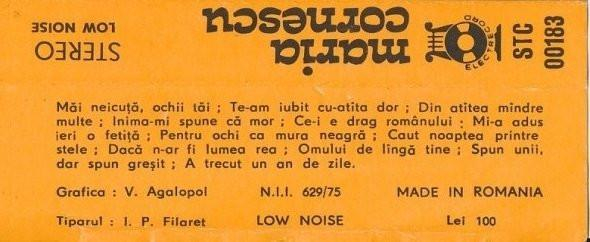 STEREO
LOW NOISE
maria
cornescu
ELECTRECORD
STC
00183
Măi neicuță, ochii tăi ; Te-am iubit cu-atîta dor ; Din atîtea mîndre
multe ; Inima-mi spune că mor ; Ce-i e drag românului ; Mi-a adus
ieri o fetiță ; Pentru ochi ca mura neagră ; Caut noaptea printre
stele ; Dacă n-ar fi lumea rea ; Omului de lîngă tine ; Spun unii,
dar spun greșit ; A trecut un an de zile.
Grafica : V. Agalopol N.I.I. 629/75 MADE IN ROMANIA
Tiparul : I. P. Filaret LOW NOISE Lei 100